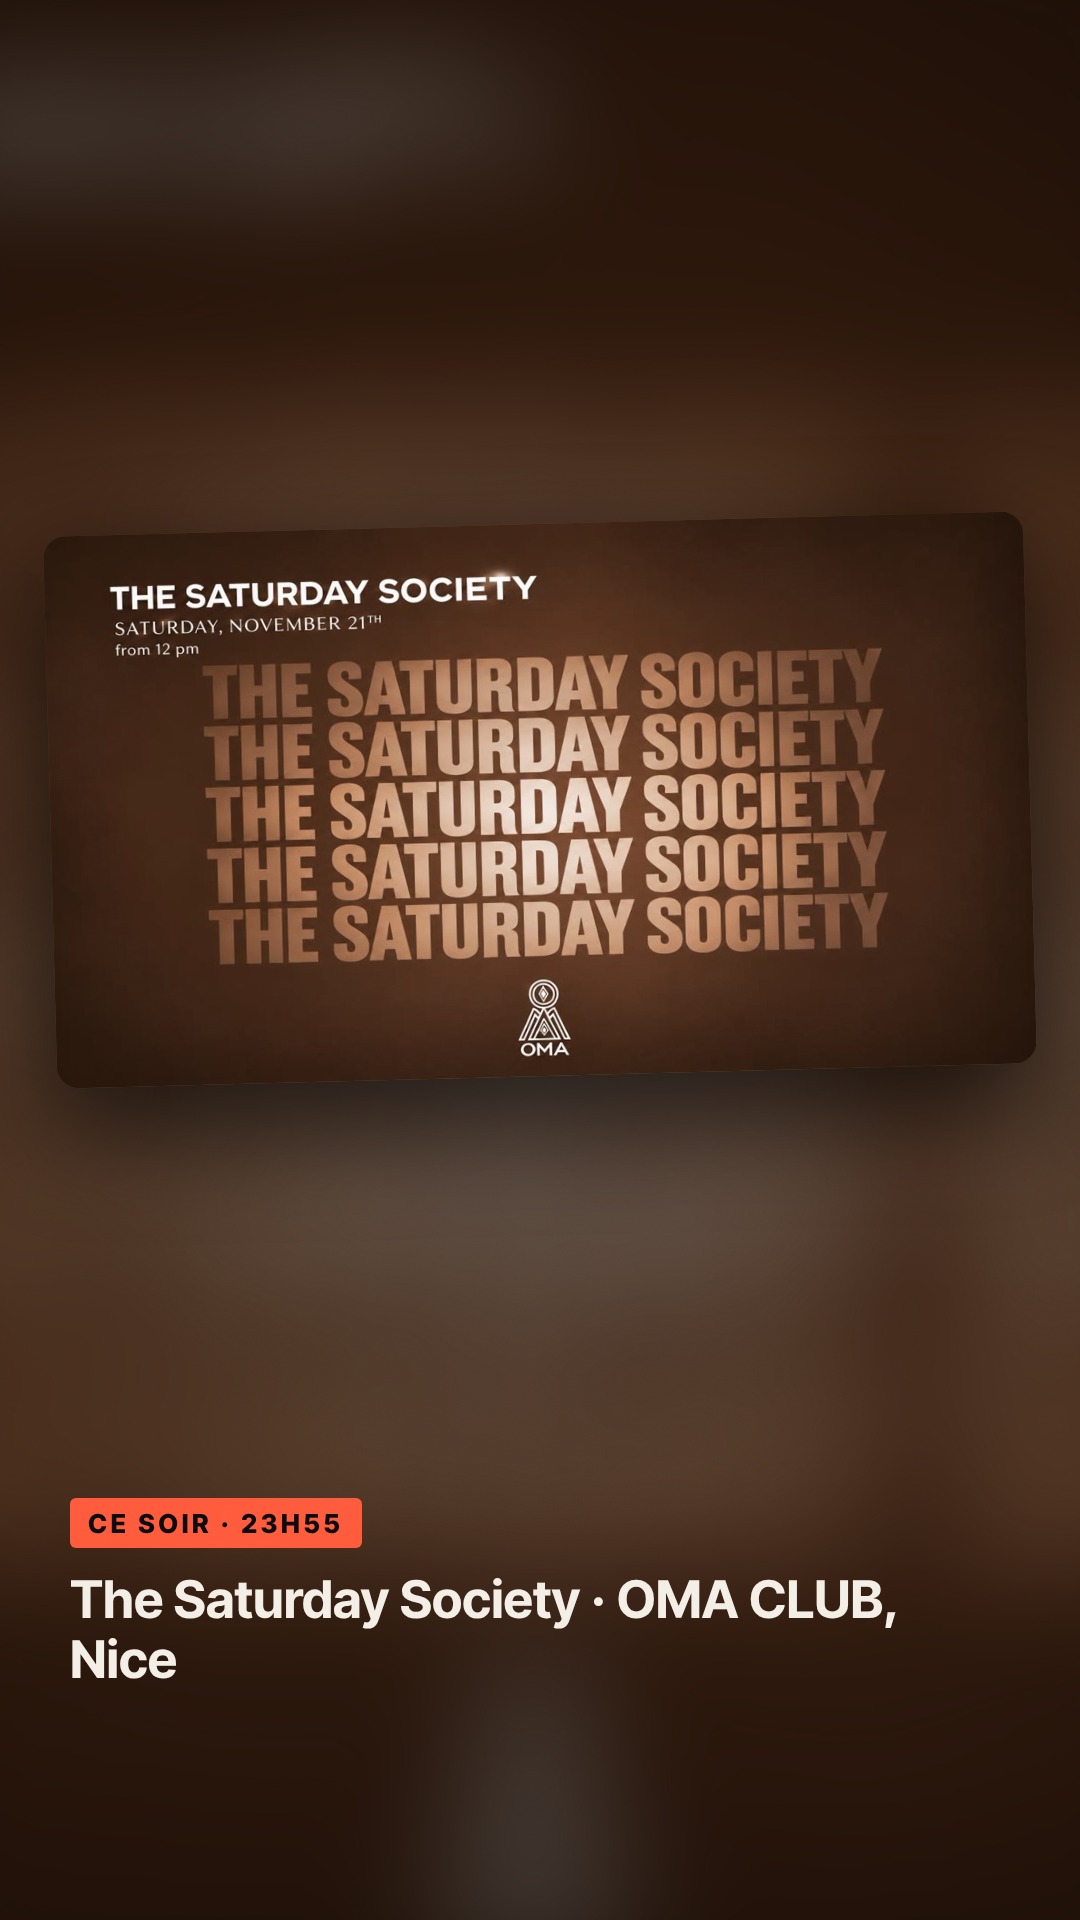 THE SATURDAY SOCIETY
SATURDAY, NOVEMBER 21TH
from 12 pm
THE SATURDAY SOCIETY
THE SATURDAY SOCIETY
THE SATURDAY SOCIETY
THE SATURDAY SOCIETY
THE SATURDAY SOCIETY
OMA
CE SOIR · 23H55
The Saturday Society · OMA CLUB,
Nice